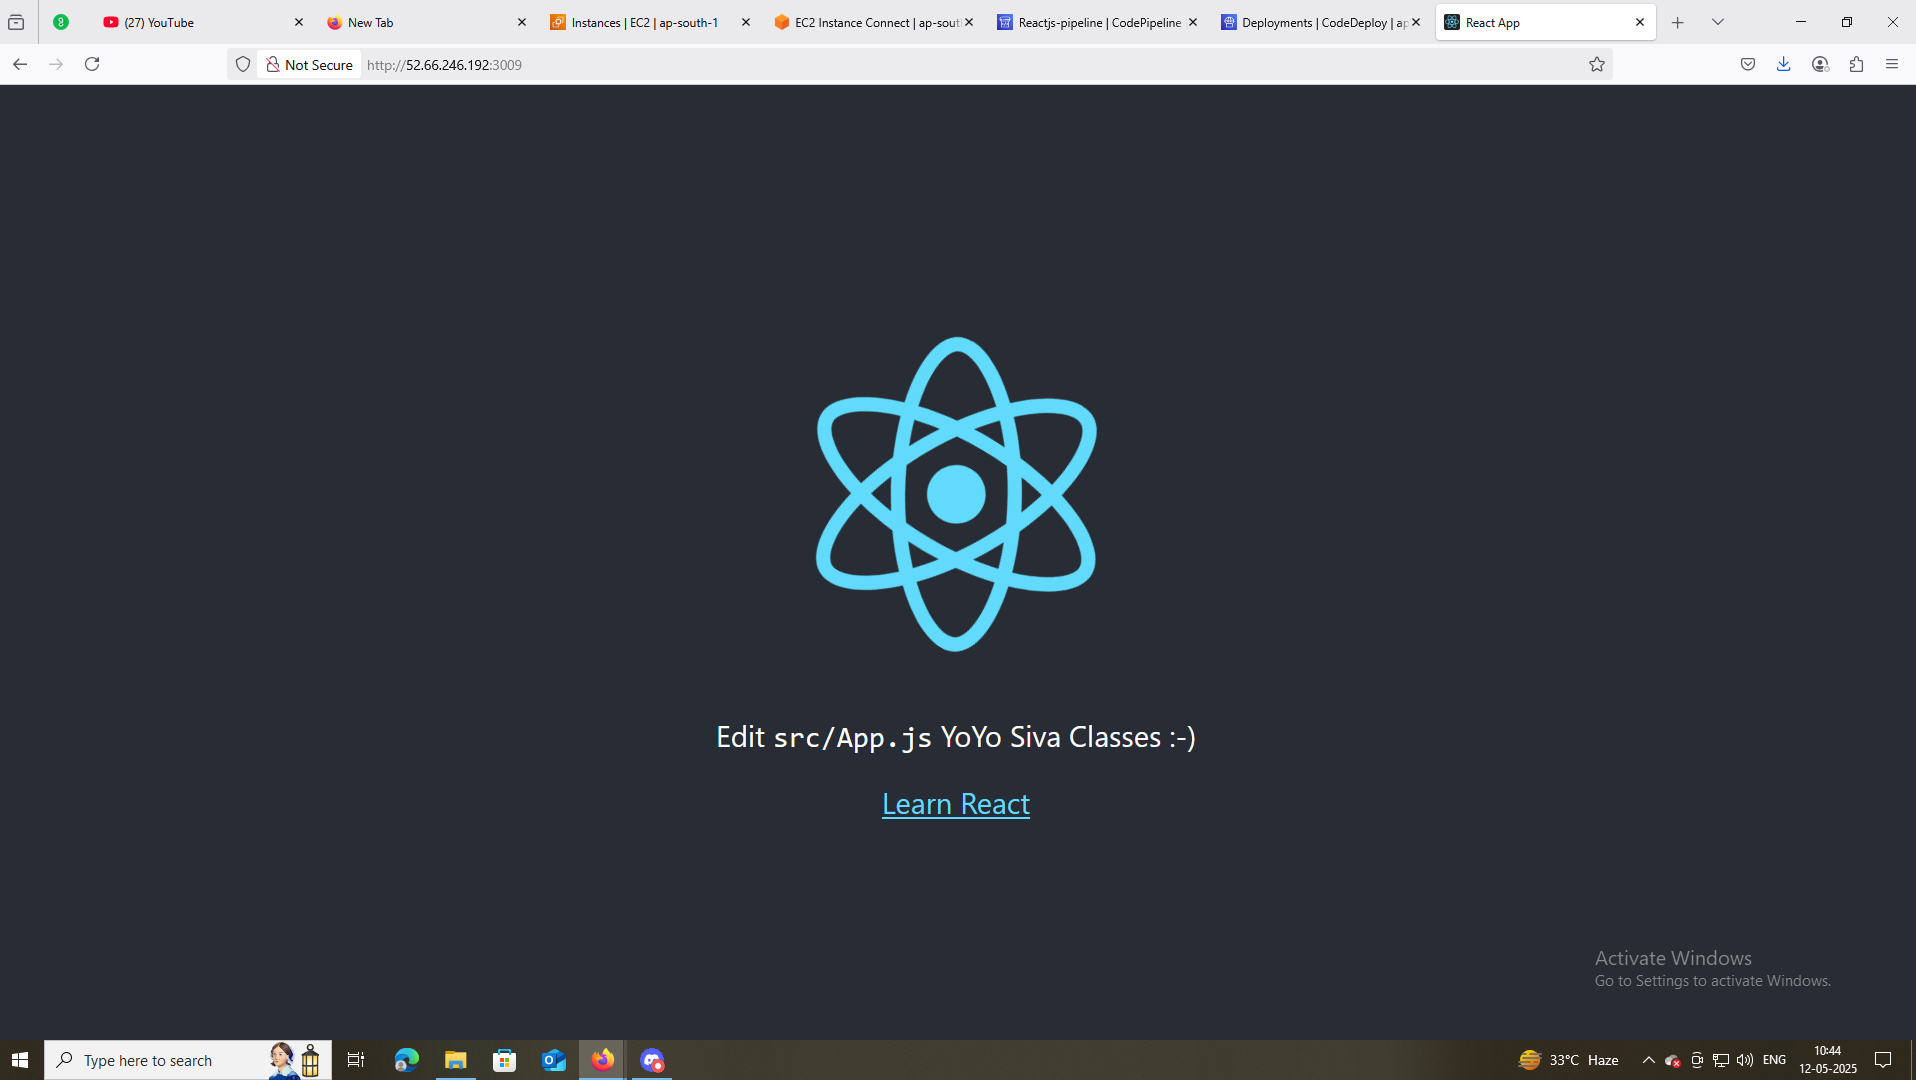 8
(27) YouTube
New Tab
Instances | EC2 | ap-south-1
EC2 Instance Connect | ap-sout
Reactjs-pipeline | CodePipeline
Deployments | CodeDeploy | ap
React App
Not Secure
http://52.66.246.192:3009
Edit src/App.js YoYo Siva Classes :-)
Learn React
Activate Windows
Go to Settings to activate Windows.
Type here to search
33°C Haze
ENG
10:44
12-05-2025